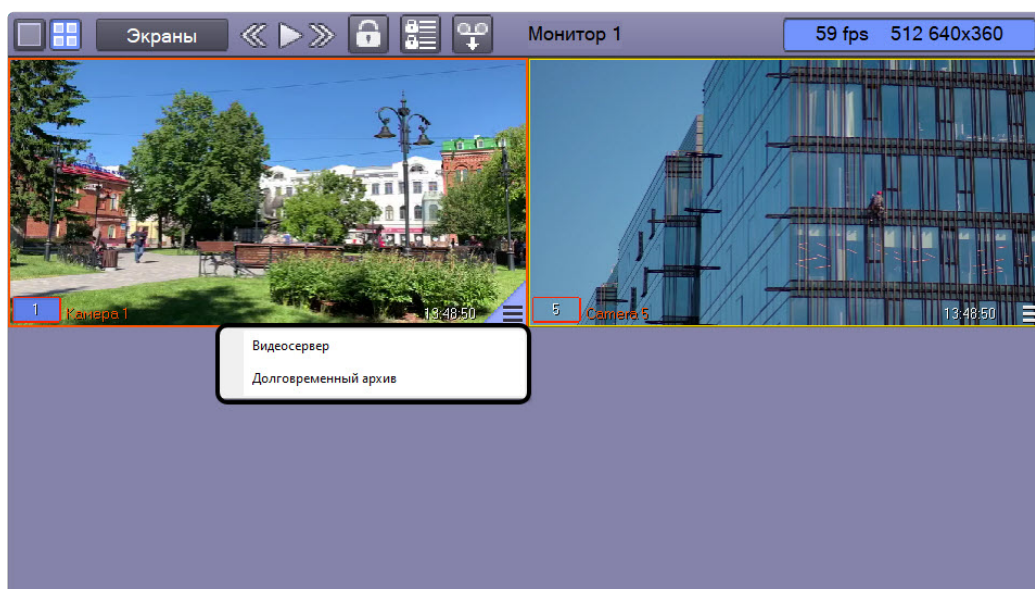 Экраны
Монитор 1
59 fps 512 640x360
1
Камера 1
13:48:50
5
Camera 5
13:48:50
Видеосервер
Долговременный архив